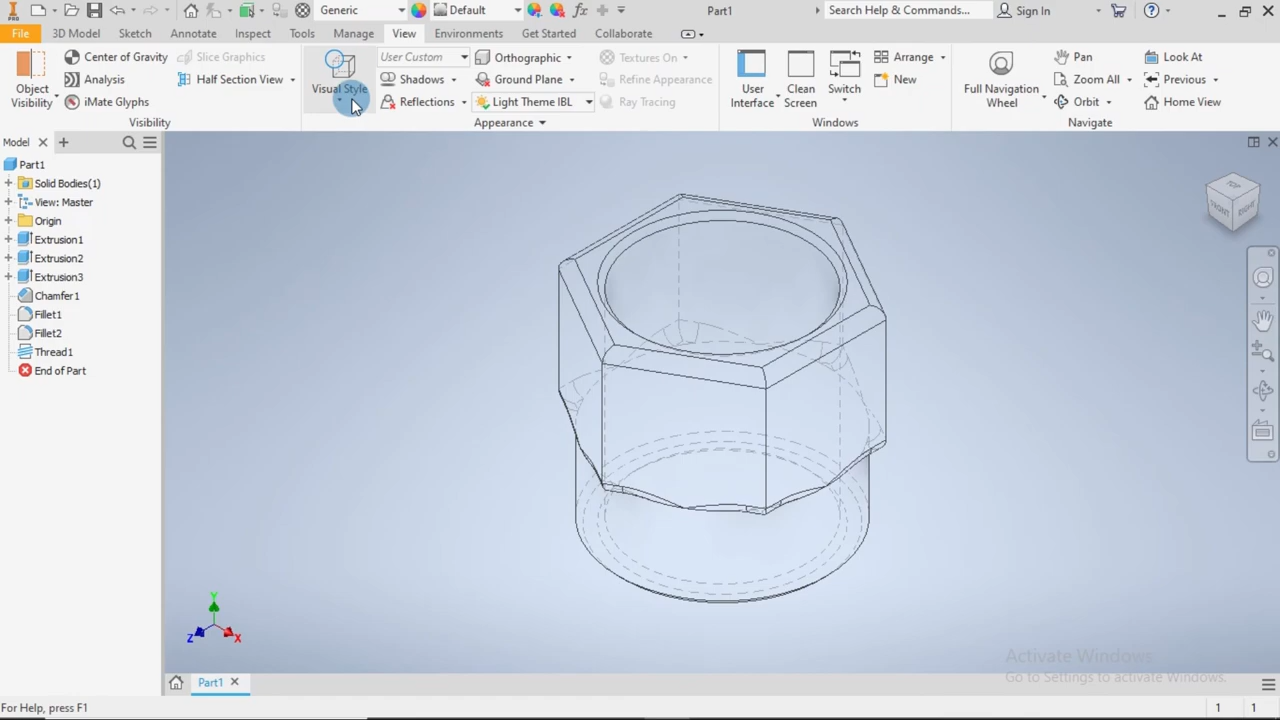 PRO
Generic
Default
fx
Part1
Search Help & Commands...
Sign In
File
3D Model
Sketch
Annotate
Inspect
Tools
Manage
View
Environments
Get Started
Collaborate
Object Visibility
Center of Gravity
Analysis
iMate Glyphs
Slice Graphics
Half Section View
Visibility
Visual Style
User Custom
Shadows
Reflections
Orthographic
Ground Plane
Light Theme IBL
Textures On
Refine Appearance
Ray Tracing
Appearance
User Interface
Clean Screen
Switch
Arrange
New
Windows
Full Navigation Wheel
Pan
Zoom All
Orbit
Look At
Previous
Home View
Navigate
Model
Part1
Solid Bodies(1)
View: Master
Origin
Extrusion1
Extrusion2
Extrusion3
Chamfer1
Fillet1
Fillet2
Thread1
End of Part
TOP
FRONT
RIGHT
Y
Z
X
Activate Windows
Go to Settings to activate Windows.
Part1
For Help, press F1
1
1